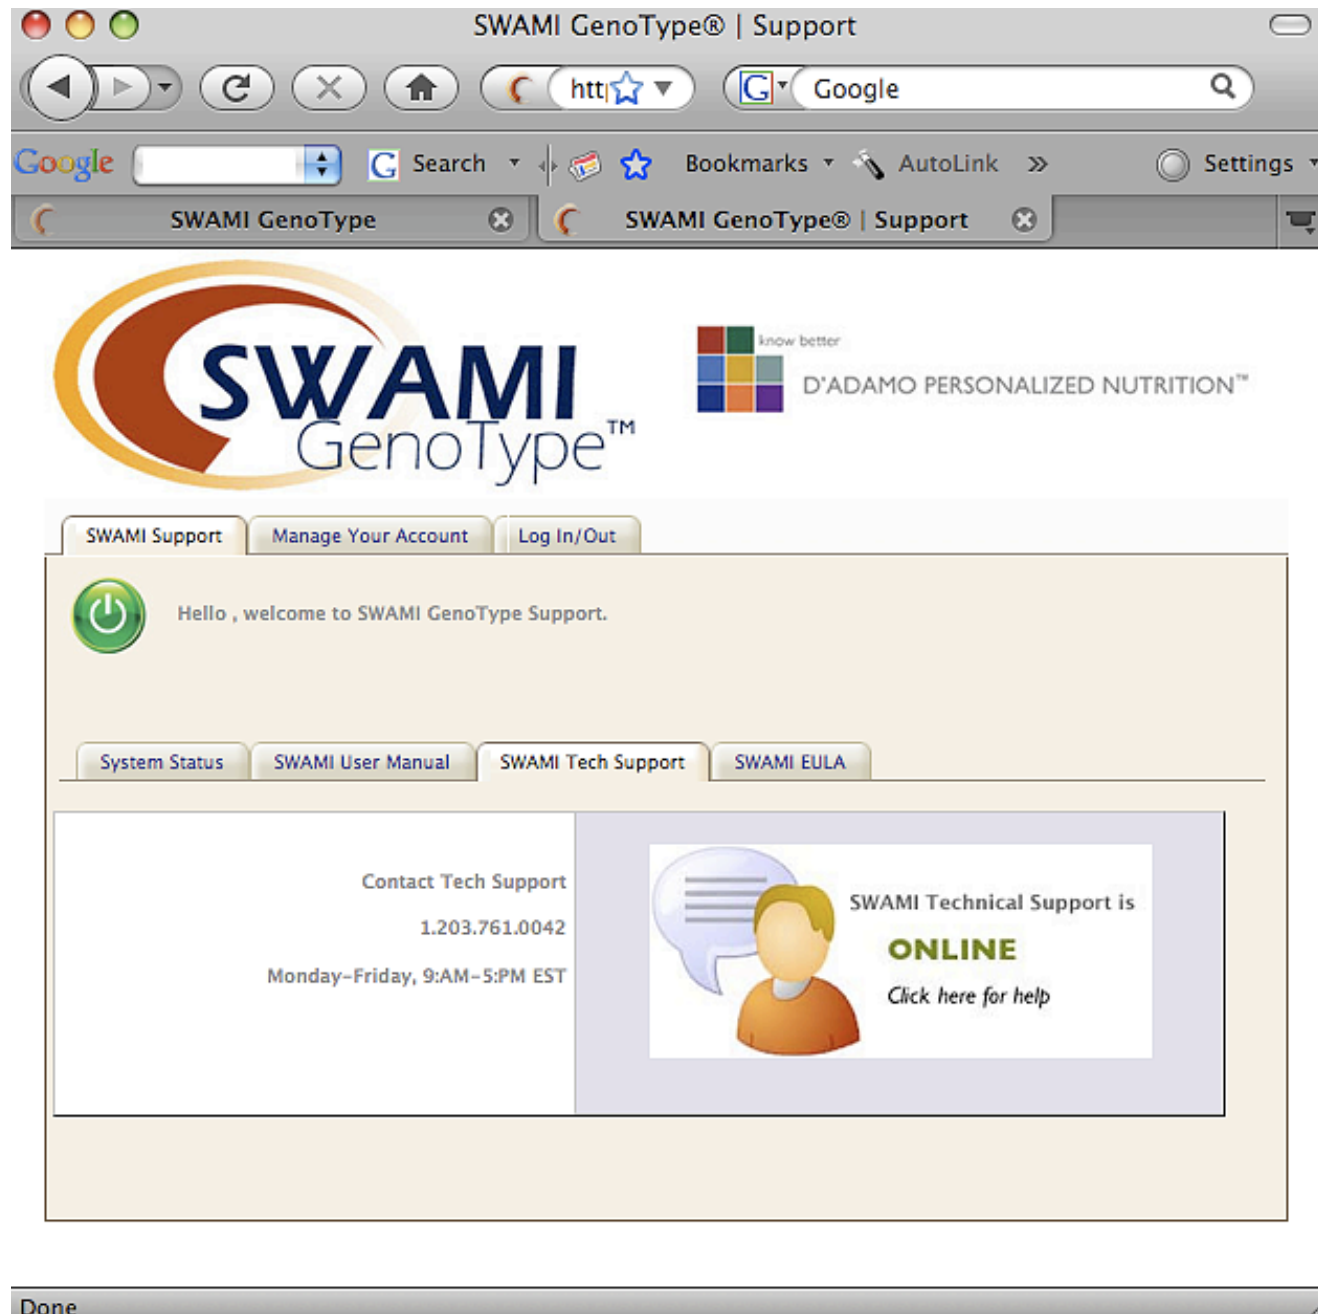 SWAMI GenoType® | Support
htt
G Google
Google G Search Bookmarks AutoLink » Settings
SWAMI GenoType SWAMI GenoType® | Support
SWAMI
GenoType™
know better
D'ADAMO PERSONALIZED NUTRITION™
SWAMI Support Manage Your Account Log In/Out
Hello , welcome to SWAMI GenoType Support.
System Status SWAMI User Manual SWAMI Tech Support SWAMI EULA
Contact Tech Support
1.203.761.0042
Monday-Friday, 9:AM-5:PM EST
SWAMI Technical Support is
ONLINE
Click here for help
Done